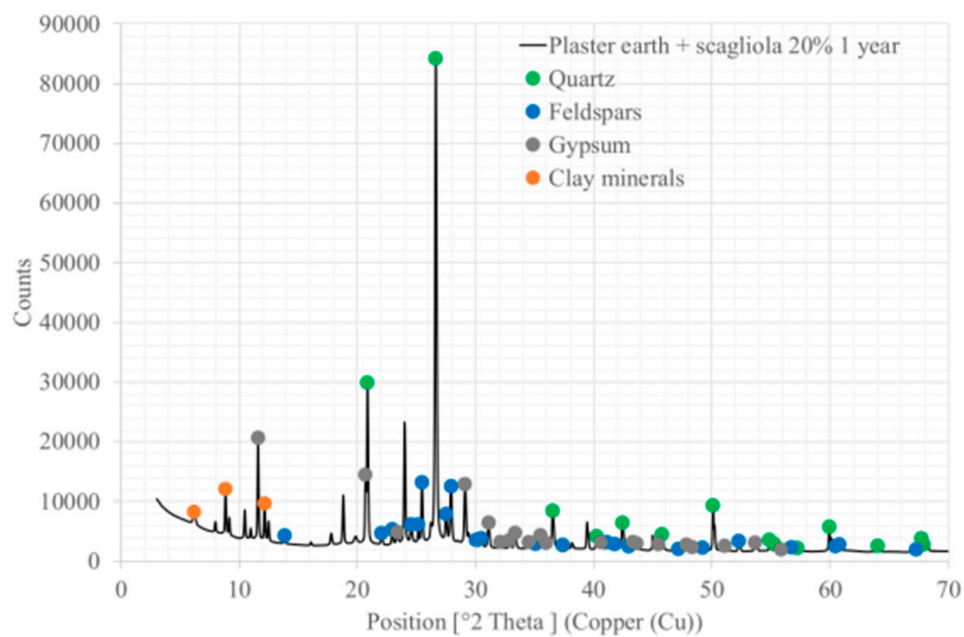 90000
80000
70000
60000
50000
40000
30000
20000
10000
0
Counts
Plaster earth + scagliola 20% 1 year
Quartz
Feldspars
Gypsum
Clay minerals
0 10 20 30 40 50 60 70
Position [°2 Theta ] (Copper (Cu))